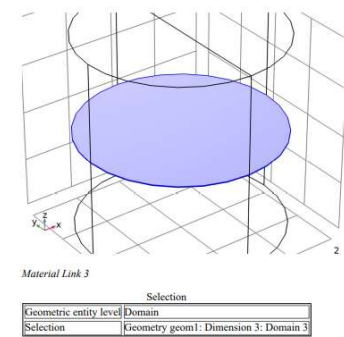 z
y x
2
Material Link 3
Selection
Geometric entity level Domain
Selection Geometry geom1: Dimension 3: Domain 3